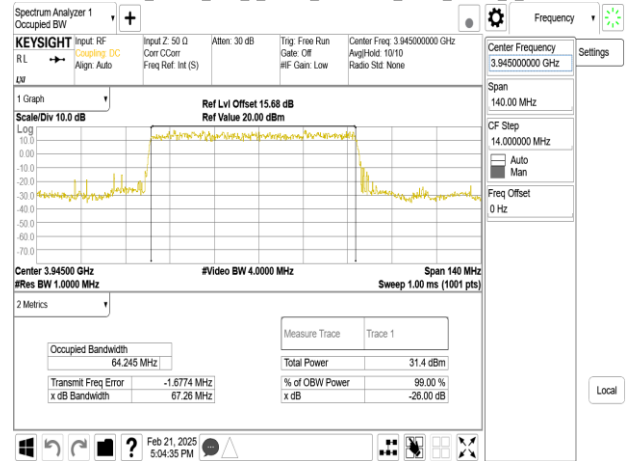 Spectrum Analyzer 1
Occupied BW
Frequency
KEYSIGHT
RL
LXI
Input: RF
Coupling: DC
Align: Auto
Input Z: 50 Ω
Corr CCorr
Freq Ref: Int (S)
Atten: 30 dB
Trig: Free Run
Gate: Off
#IF Gain: Low
Center Freq: 3.945000000 GHz
Avg|Hold: 10/10
Radio Std: None
Center Frequency
3.945000000 GHz
Settings
Span
140.00 MHz
CF Step
14.000000 MHz
Auto
Man
Freq Offset
0 Hz
Local
1 Graph
Scale/Div 10.0 dB
Ref Lvl Offset 15.68 dB
Ref Value 20.00 dBm
Log
10.0
0.00
-10.0
-20.0
-30.0
-40.0
-50.0
-60.0
-70.0
Center 3.94500 GHz
#Video BW 4.0000 MHz
Span 140 MHz
#Res BW 1.0000 MHz
Sweep 1.00 ms (1001 pts)
2 Metrics
Measure Trace Trace 1
Occupied Bandwidth
64.245 MHz
Total Power 31.4 dBm
Transmit Freq Error -1.6774 MHz
% of OBW Power 99.00 %
x dB Bandwidth 67.26 MHz
x dB -26.00 dB
Feb 21, 2025
5:04:35 PM